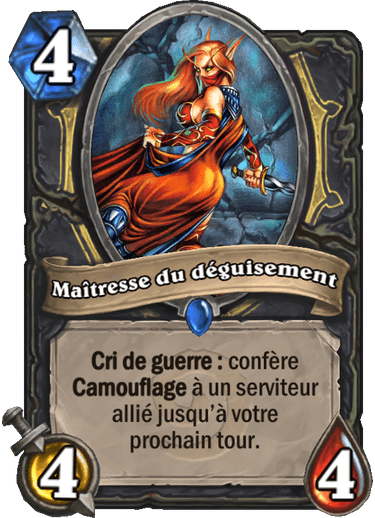 4
Maîtresse du déguisement
Cri de guerre : confère
Camouflage à un serviteur
allié jusqu'à votre
prochain tour.
4
4